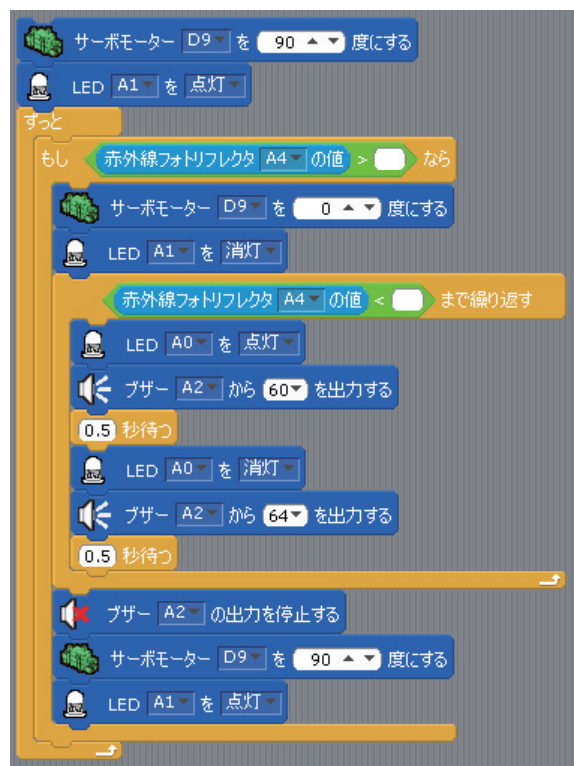 サーボモーター D9 を 90 度にする
LED A1 を 点灯
ずっと
もし 赤外線フォトリフレクタ A4 の値 > なら
サーボモーター D9 を 0 度にする
LED A1 を 消灯
赤外線フォトリフレクタ A4 の値 < まで繰り返す
LED A0 を 点灯
ブザー A2 から 60 を出力する
0.5 秒待つ
LED A0 を 消灯
ブザー A2 から 64 を出力する
0.5 秒待つ
ブザー A2 の出力を停止する
サーボモーター D9 を 90 度にする
LED A1 を 点灯